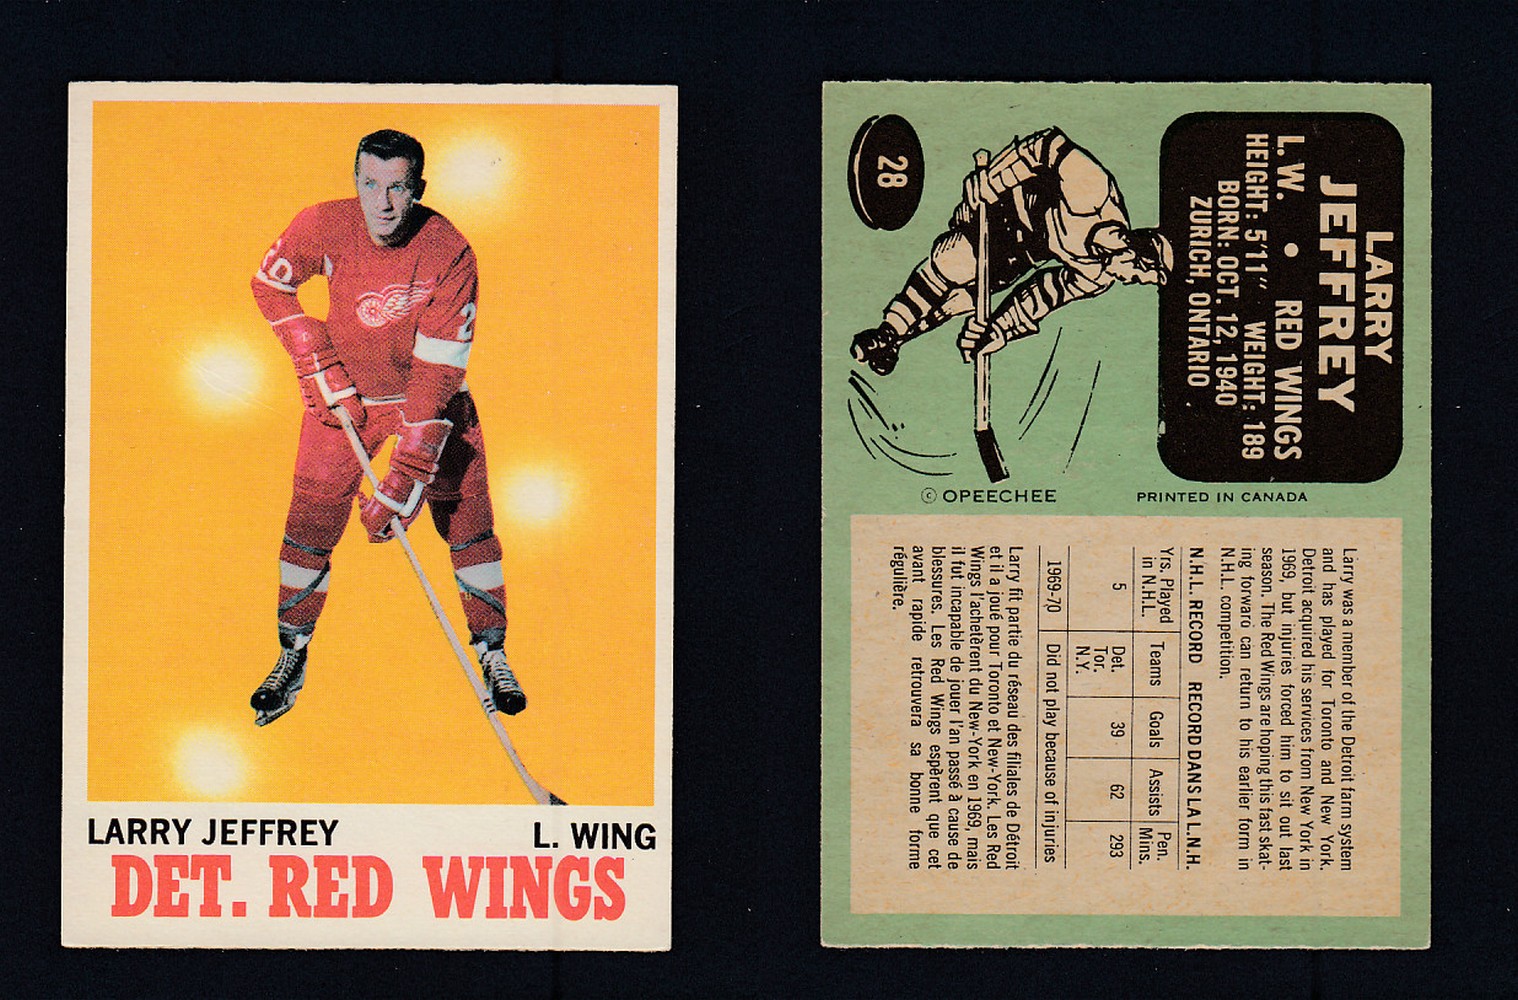 20
2
LARRY JEFFREY
L. WING
DET. RED WINGS
28
LARRY
JEFFREY
L. W. • RED WINGS
HEIGHT: 5'11" WEIGHT: 189
BORN: OCT. 12, 1940
ZURICH, ONTARIO
© OPEECHEE
PRINTED IN CANADA
Larry was a member of the Detroit farm system
and has played for Toronto and New York.
Detroit acquired his services from New York in
1969, but injuries forced him to sit out last
season. The Red Wings are hoping this fast skat-
ing forward can return to his earlier form in
N.H.L. competition.
N.H.L. RECORD RECORD DANS LA L.N.H.
Yrs. Played in N.H.L. Teams Goals Assists Pen. Mins.
5 Det. Tor. N.Y. 39 62 293
1969-70 Did not play because of injuries
Larry fit partie du réseau des filiales de Détroit
et il a joué pour Toronto et New-York. Les Red
Wings l'achetèrent du New-York en 1969, mais
il fut incapable de jouer l'an passé à cause de
blessures. Les Red Wings espèrent que cet
avant rapide retrouvera sa bonne forme
régulière.